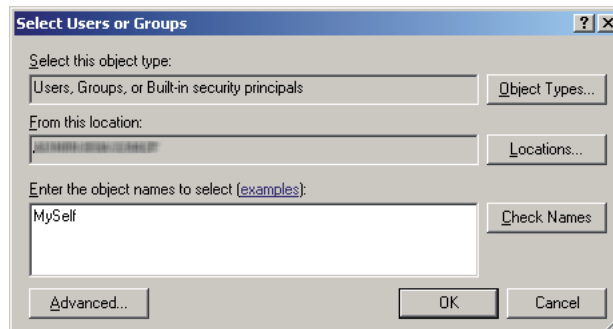 Select Users or Groups
Select this object type:
Users, Groups, or Built-in security principals
Object Types...
From this location:
Locations...
Enter the object names to select (examples):
MySelf
Check Names
Advanced...
OK
Cancel